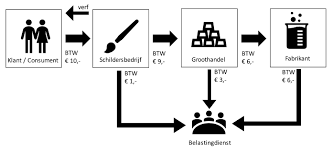 verf
Klant / Consument
BTW
€ 10,-
Schildersbedrijf
BTW
€ 9,-
Groothandel
BTW
€ 6,-
Fabrikant
BTW
€ 1,-
BTW
€ 3,-
BTW
€ 6,-
Belastingdienst